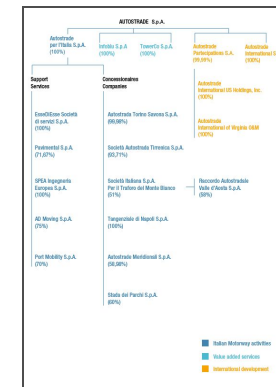 AUTOSTRADE S.p.A.
Autostrade
per l'Italia S.p.A.
(100%)
Infoblu S.p.A
(100%)
TowerCo S.p.A.
(100%)
Autostrade
Participations S.A.
Autostrade
International S
Support
Services
Concessionaires
Companies
Autostrade
International US Holdings, Inc.
(100%)
Autostrade
International of Virginia O&M
(100%)
EsseDiEsse Società
di servizi S.p.A.
(100%)
Autostrada Torino-Savona S.p.A.
(99,98%)
Pavimental S.p.A.
(71,67%)
Società Autostrada Tirrenica S.p.A.
(93,71%)
SPEA Ingegneria
Europea S.p.A.
(100%)
Società Italiana S.p.A.
Per il Traforo del Monte Bianco
(51%)
Raccordo Autostradale
Valle d'Aosta S.p.A.
(58%)
AD Moving S.p.A.
(75%)
Tangenziale di Napoli S.p.A.
(100%)
Port Mobility S.p.A.
(70%)
Autostrade Meridionali S.p.A.
(58,98%)
Strada dei Parchi S.p.A.
(60%)
Italian Motorway activities
Value added services
International development